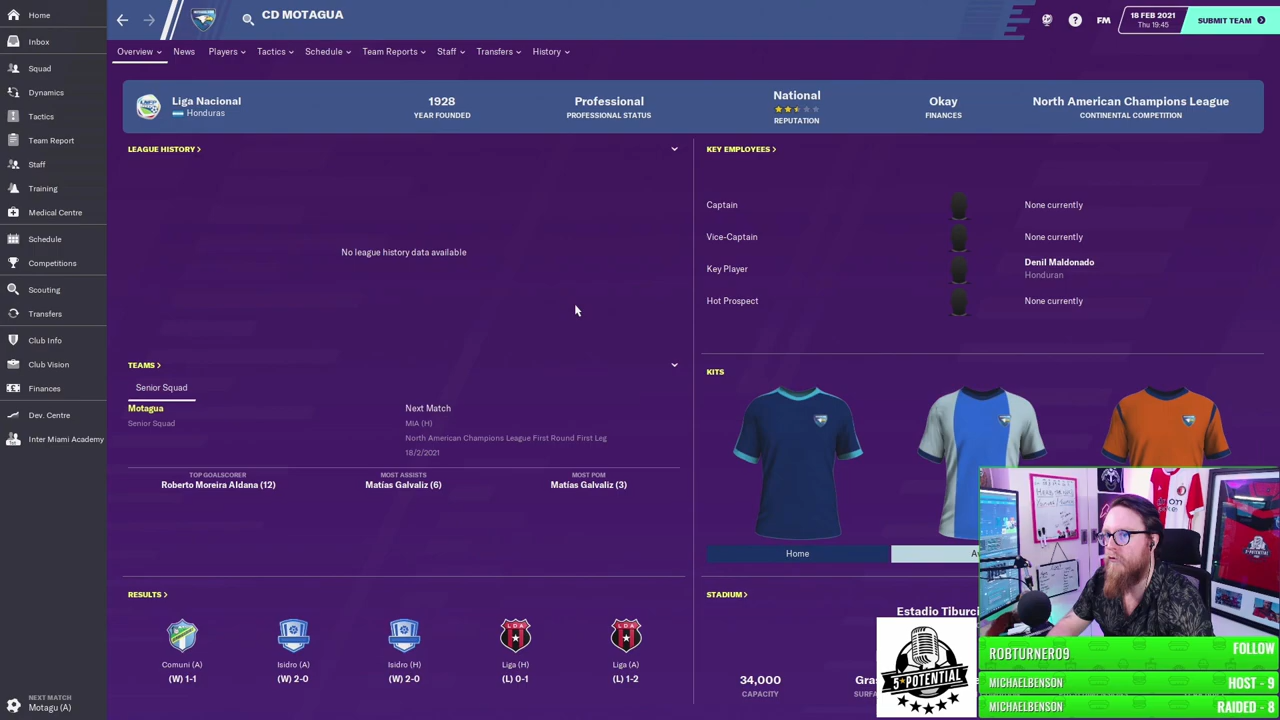 Home
Inbox
Squad
Dynamics
Tactics
Team Report
Staff
Training
Medical Centre
Schedule
Competitions
Scouting
Transfers
Club Info
Club Vision
Finances
Dev. Centre
Inter Miami Academy
NEXT MATCH
Motagu (A)
CD MOTAGUA
FM
18 FEB 2021
Thu 19:45
SUBMIT TEAM
Overview
News
Players
Tactics
Schedule
Team Reports
Staff
Transfers
History
Liga Nacional
Honduras
1928
YEAR FOUNDED
Professional
PROFESSIONAL STATUS
National
REPUTATION
Okay
FINANCES
North American Champions League
CONTINENTAL COMPETITION
LEAGUE HISTORY >
No league history data available
KEY EMPLOYEES >
Captain
None currently
Vice-Captain
None currently
Key Player
Denil Maldonado
Honduran
Hot Prospect
None currently
TEAMS >
Senior Squad
Motagua
Senior Squad
Next Match
MIA (H)
North American Champions League First Round First Leg
18/2/2021
TOP GOALSCORER
Roberto Moreira Aldana (12)
MOST ASSISTS
Matías Galvaliz (6)
MOST POM
Matías Galvaliz (3)
KITS
Home
RESULTS >
LDA
LDA
Comuni (A)
(W) 1-1
Isidro (A)
(W) 2-0
Isidro (H)
(W) 2-0
Liga (H)
(L) 0-1
Liga (A)
(L) 1-2
STADIUM >
Estadio Tiburci
34,000
CAPACITY
5*POTENTIAL
ROBTURNER09
FOLLOW
MICHAELBENSON
HOST - 9
MICHAELBENSON
RAIDED - 8